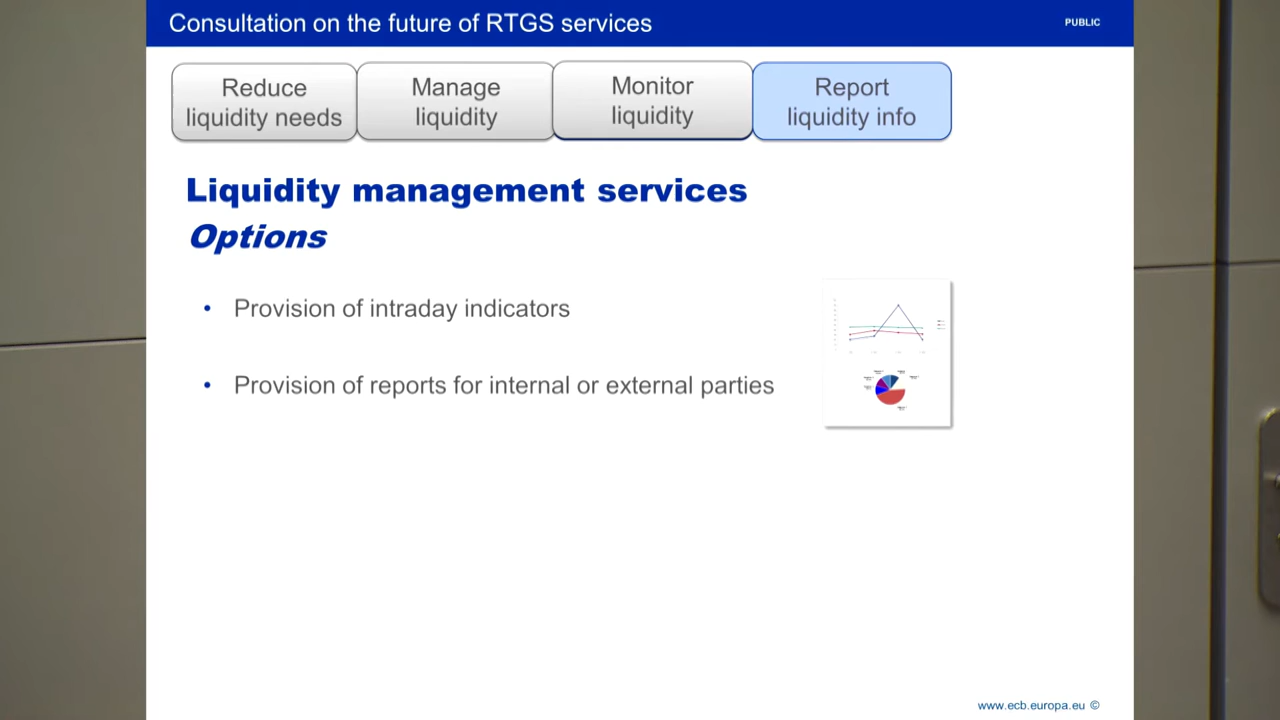 Consultation on the future of RTGS services
PUBLIC
Reduce
liquidity needs
Manage
liquidity
Monitor
liquidity
Report
liquidity info
Liquidity management services
Options
• Provision of intraday indicators
• Provision of reports for internal or external parties
www.ecb.europa.eu ©